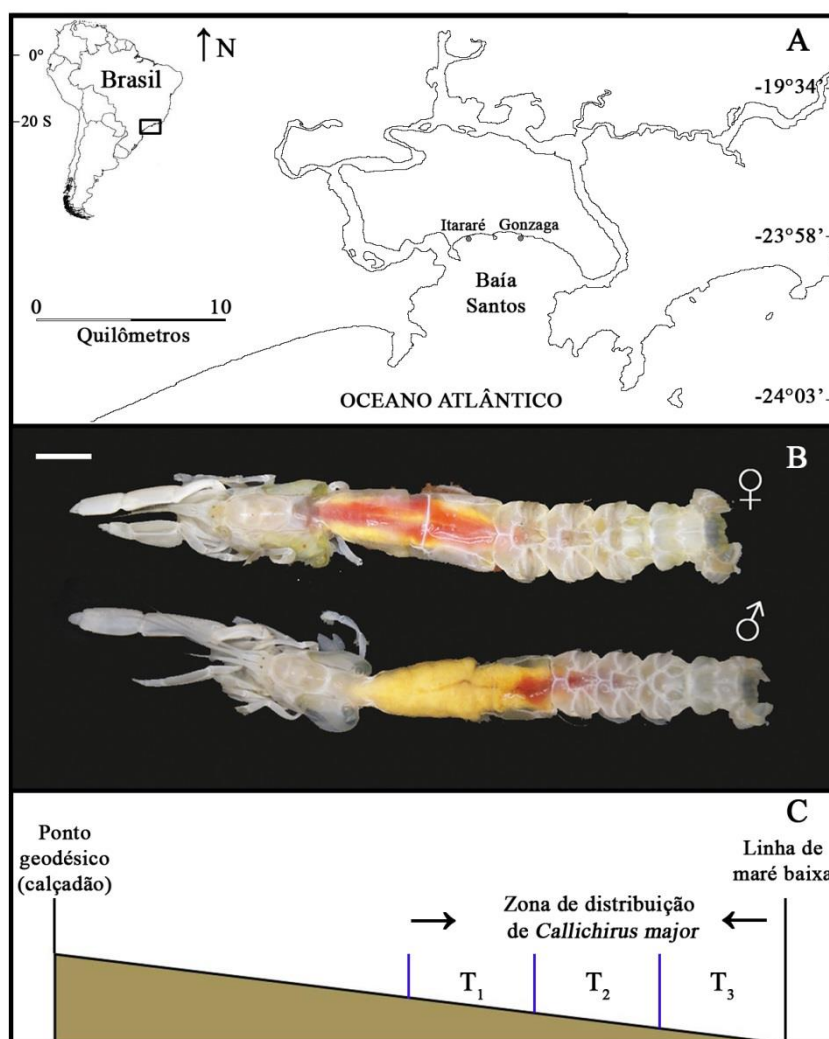 A
N
0°
Brasil
20 S
-19°34’
Itararé
Gonzaga
-23°58’
Baía
Santos
0
10
Quilômetros
OCEANO ATLÂNTICO
-24°03’
B
♀
♂
C
Ponto
geodésico
(calçadão)
Linha de
maré baixa
Zona de distribuição
de Callichirus major
T₁
T₂
T₃